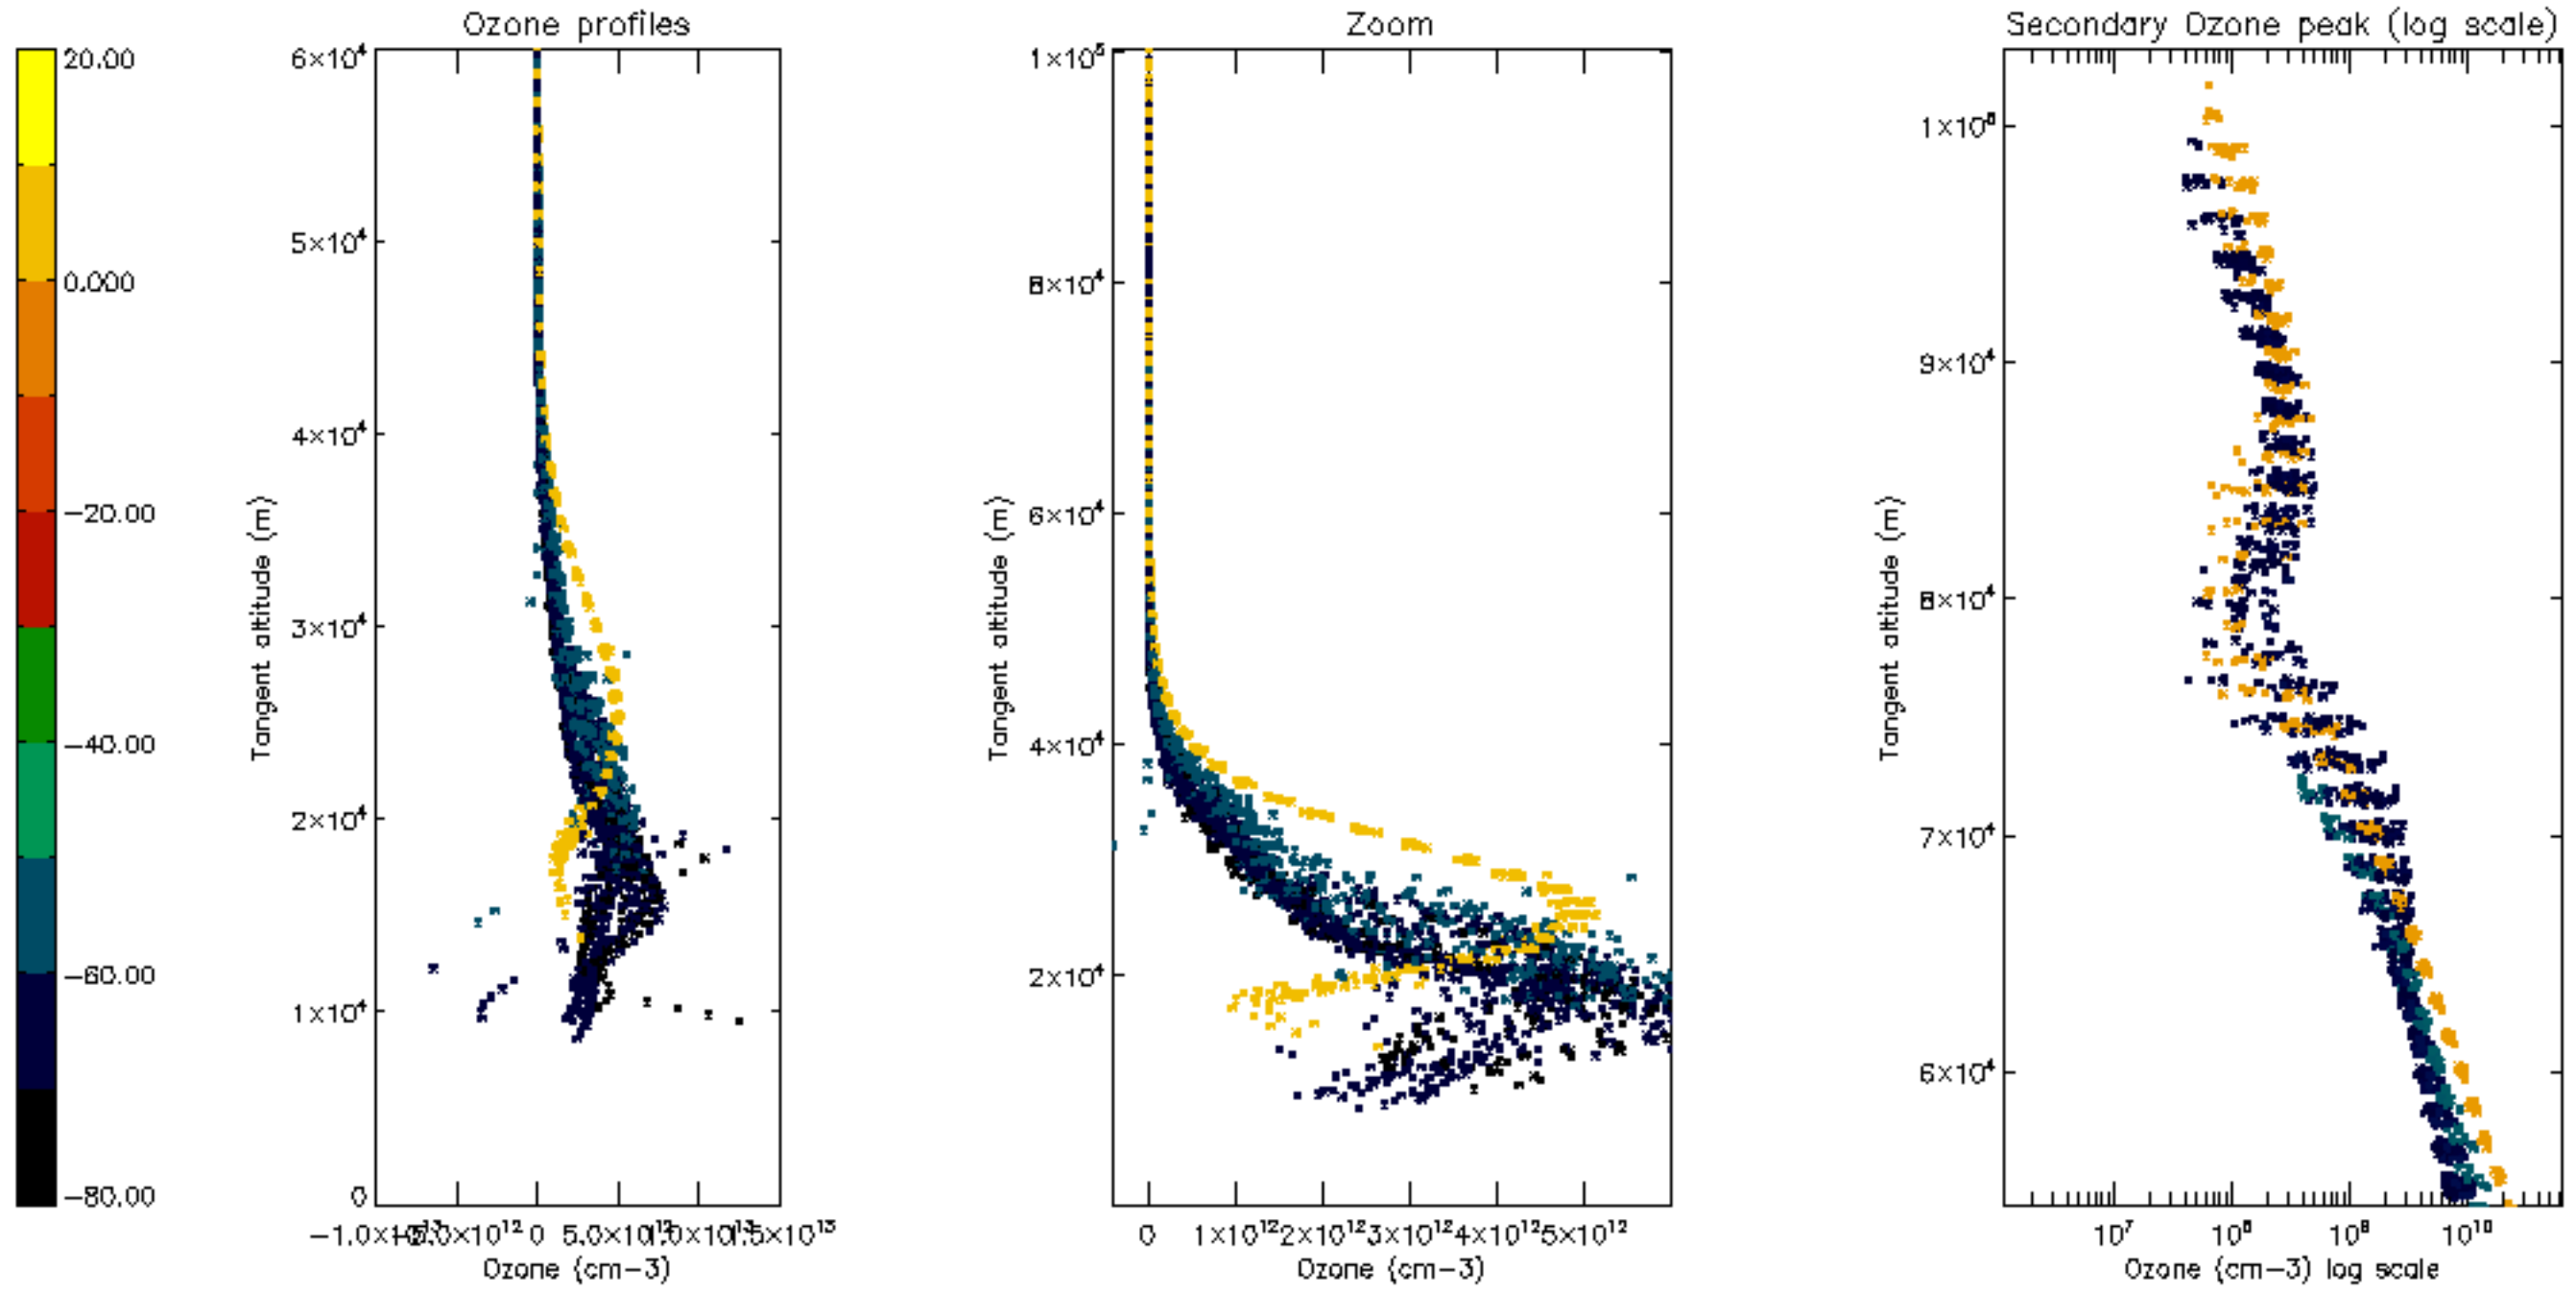 Ozone profiles
Zoom
Secondary Ozone peak (log scale)
20.00
0.000
−20.00
−40.00
−60.00
−80.00
6×10⁴
5×10⁴
4×10⁴
3×10⁴
2×10⁴
1×10⁴
0
Tangent altitude (m)
0
Ozone (cm−3)
1×10⁵
8×10⁴
6×10⁴
4×10⁴
2×10⁴
Tangent altitude (m)
0 1×10¹² 2×10¹² 3×10¹² 4×10¹² 5×10¹²
Ozone (cm−3)
9×10⁴
8×10⁴
7×10⁴
6×10⁴
Tangent altitude (m)
10⁷ 10⁸ 10⁹ 10¹⁰
Ozone (cm−3) log scale